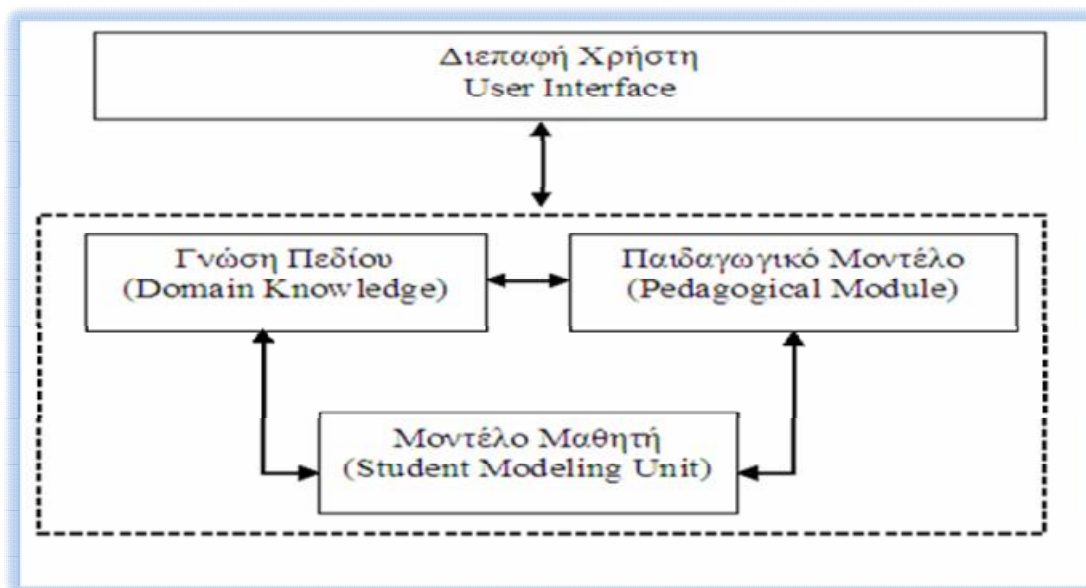 Διεπαφή Χρήστη
User Interface
Γνώση Πεδίου
(Domain Knowledge)
Παιδαγωγικό Μοντέλο
(Pedagogical Module)
Μοντέλο Μαθητή
(Student Modeling Unit)